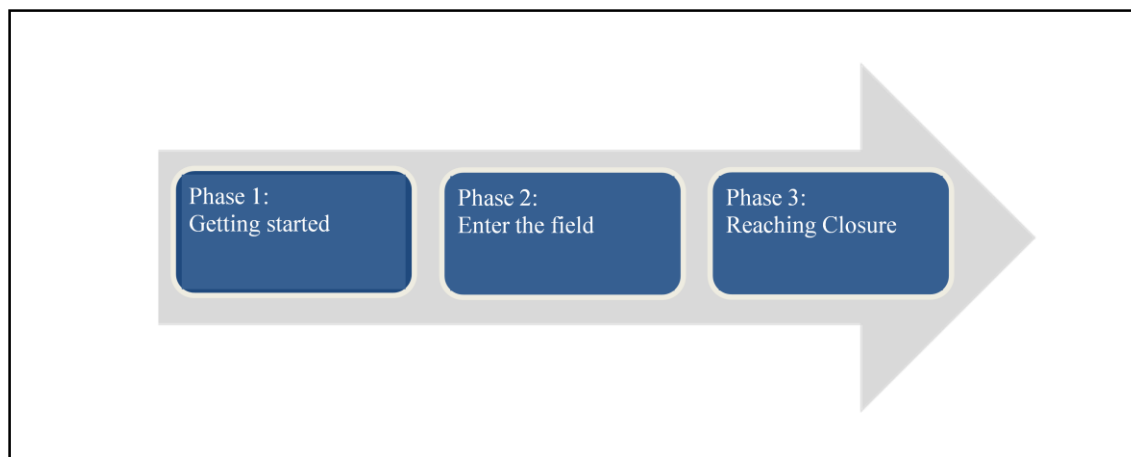 Phase 1:
Getting started
Phase 2:
Enter the field
Phase 3:
Reaching Closure